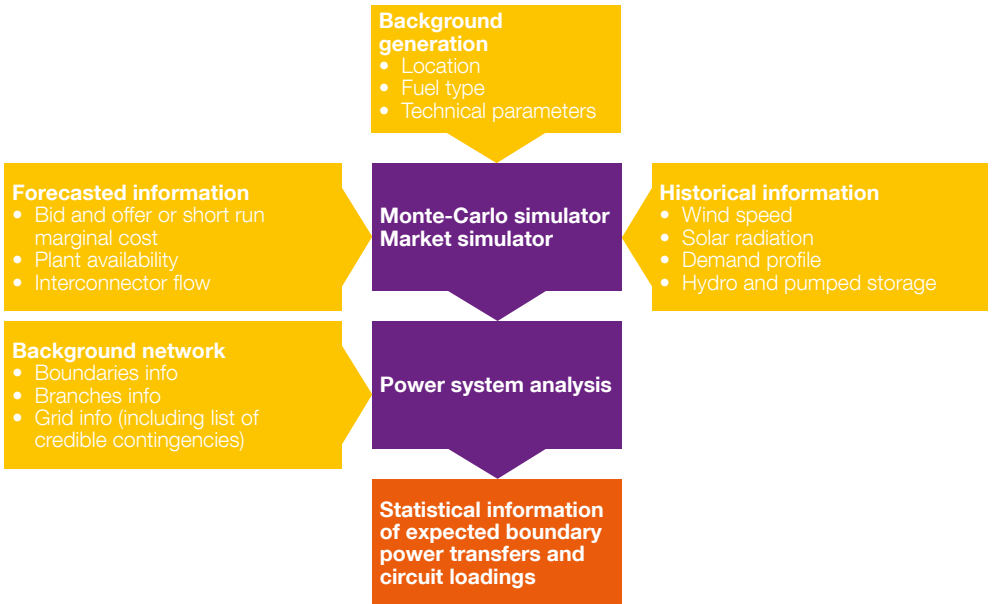 Background
generation
• Location
• Fuel type
• Technical parameters
Forecasted information
• Bid and offer or short run
marginal cost
• Plant availability
• Interconnector flow
Monte-Carlo simulator
Market simulator
Historical information
• Wind speed
• Solar radiation
• Demand profile
• Hydro and pumped storage
Background network
• Boundaries info
• Branches info
• Grid info (including list of
credible contingencies)
Power system analysis
Statistical information
of expected boundary
power transfers and
circuit loadings